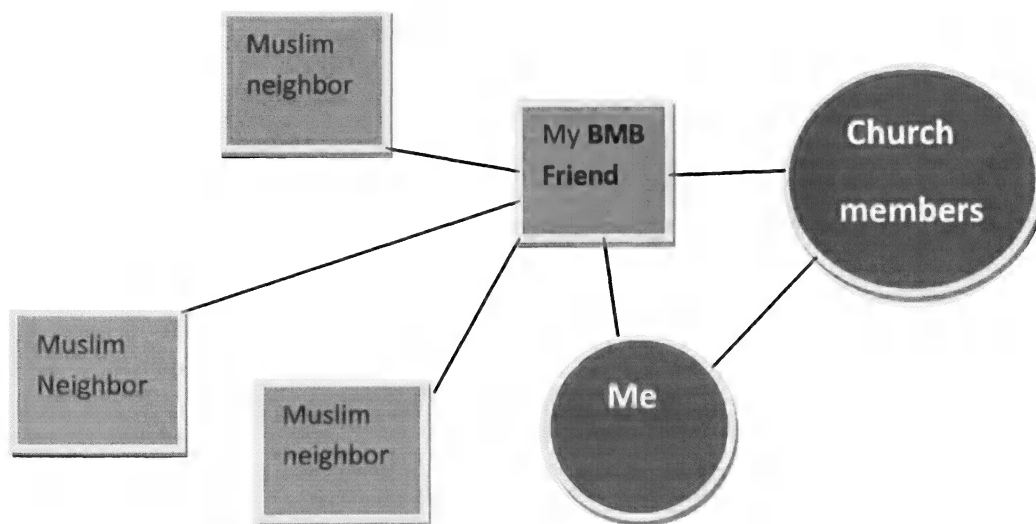 Muslim
neighbor
My BMB
Friend
Church
members
Muslim
Neighbor
Muslim
neighbor
Me